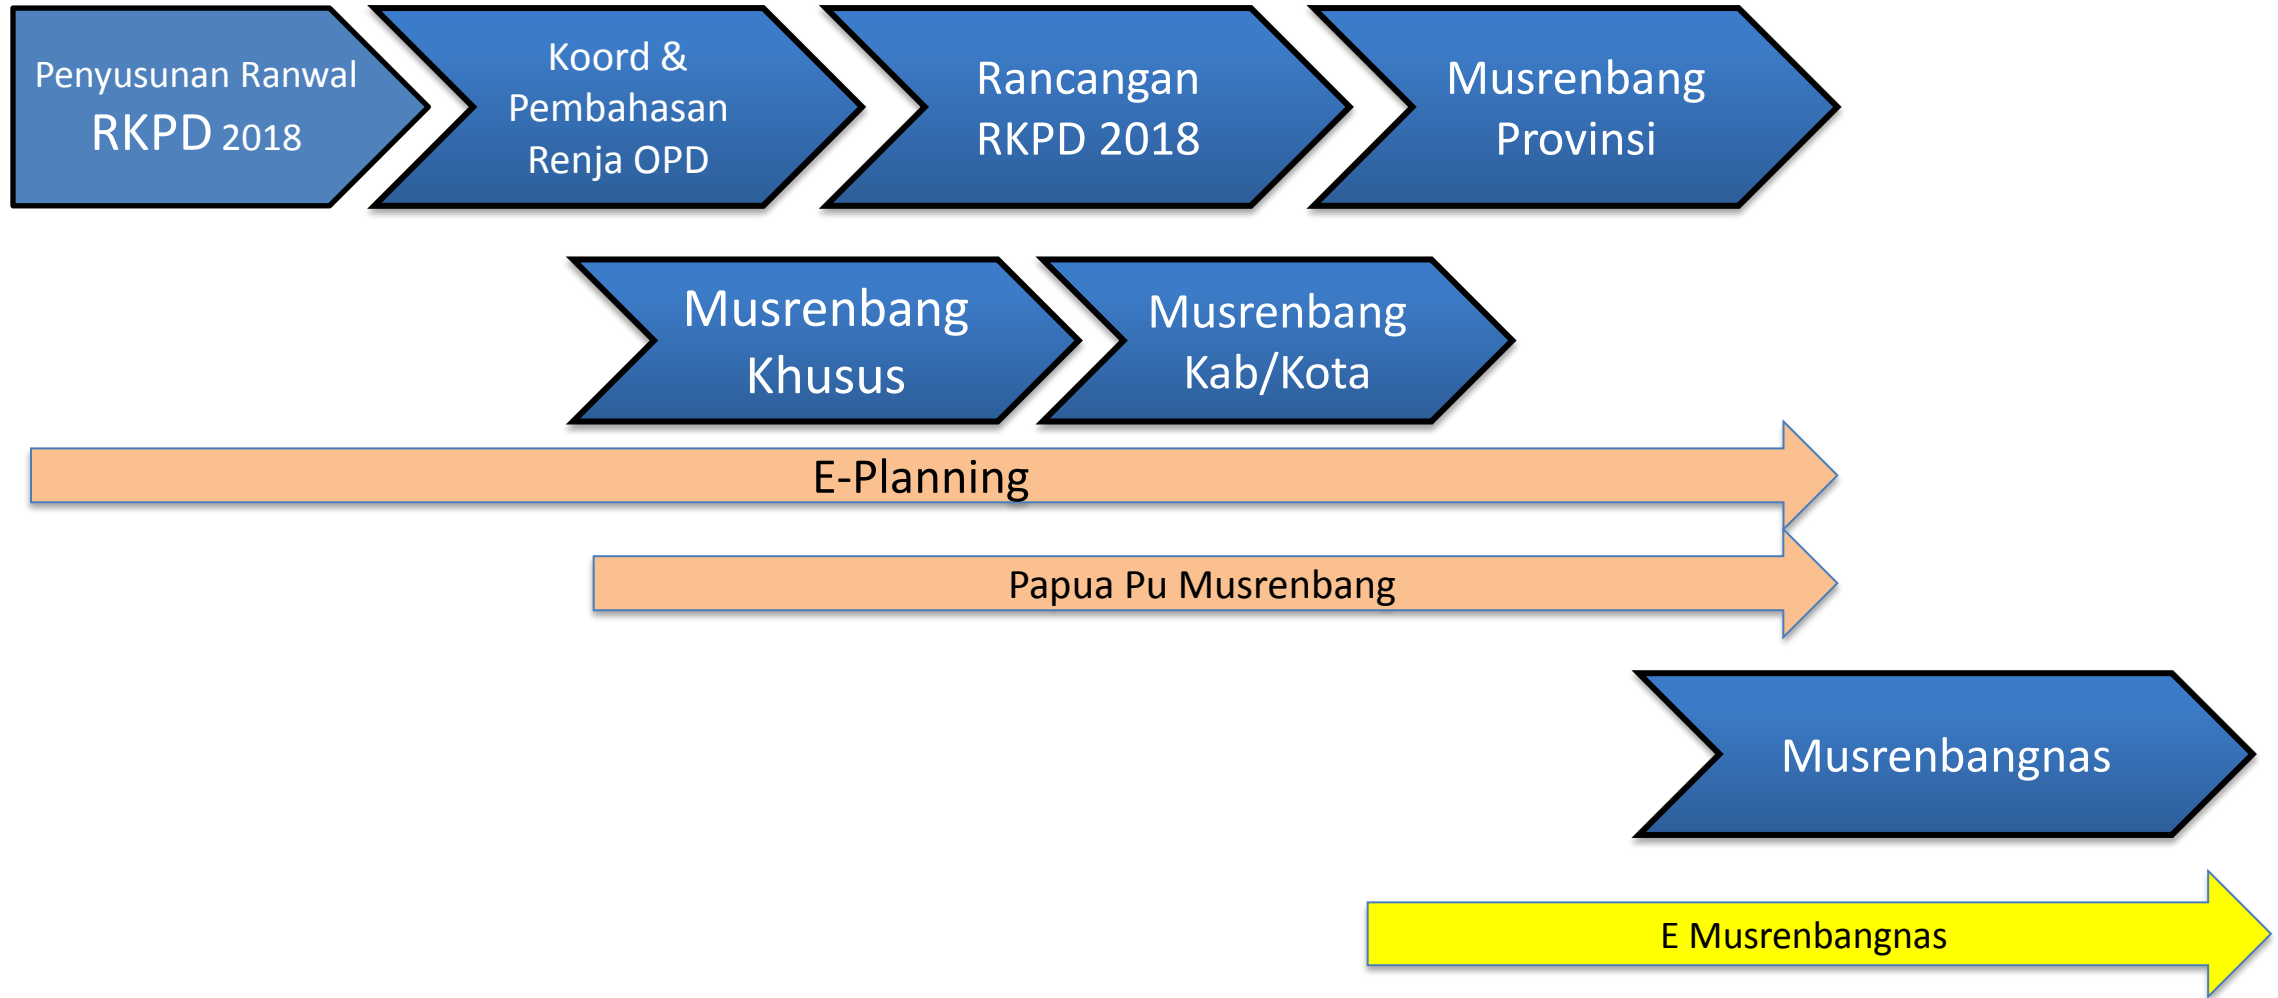 Penyusunan Ranwal
RKPD 2018
Koord &
Pembahasan
Renja OPD
Rancangan
RKPD 2018
Musrenbang
Provinsi
Musrenbang
Khusus
Musrenbang
Kab/Kota
E-Planning
Papua Pu Musrenbang
Musrenbangnas
E Musrenbangnas